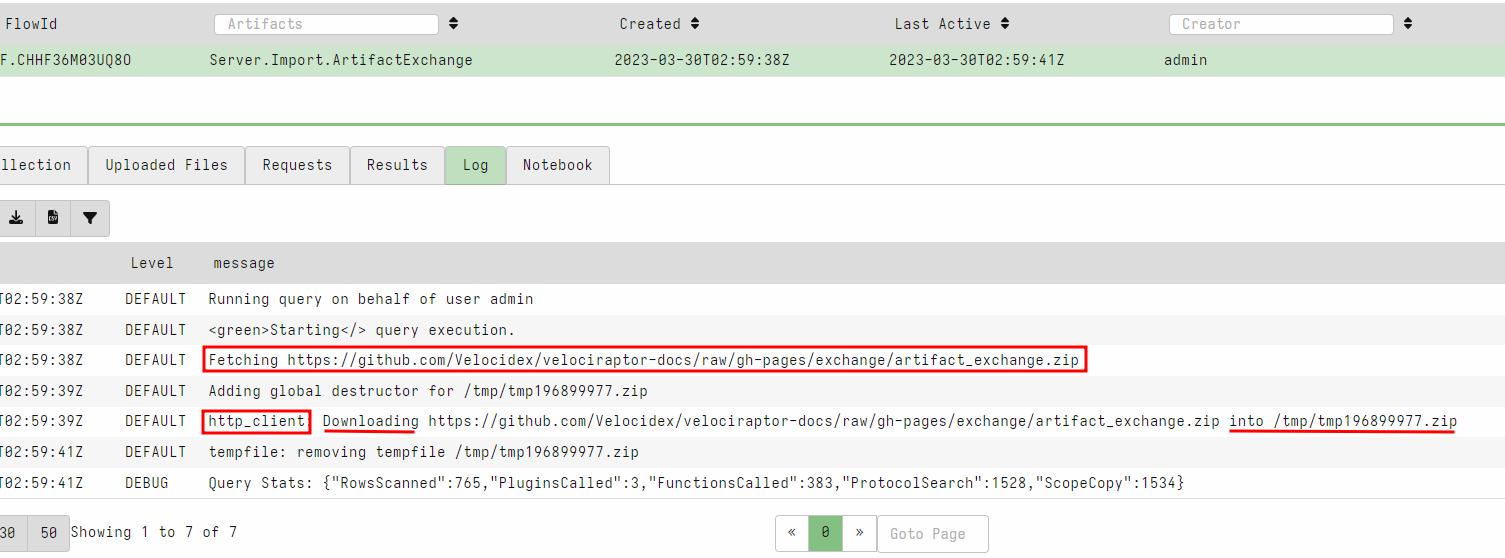 FlowId Artifacts Created Last Active Creator
F.CHHF36M03UQ8O Server.Import.ArtifactExchange 2023-03-30T02:59:38Z 2023-03-30T02:59:41Z admin
llection Uploaded Files Requests Results Log Notebook
CSV
Level message
T02:59:38Z DEFAULT Running query on behalf of user admin
T02:59:38Z DEFAULT <green>Starting</> query execution.
T02:59:38Z DEFAULT Fetching https://github.com/Velocidex/velociraptor-docs/raw/gh-pages/exchange/artifact_exchange.zip
T02:59:39Z DEFAULT Adding global destructor for /tmp/tmp196899977.zip
T02:59:39Z DEFAULT http_client: Downloading https://github.com/Velocidex/velociraptor-docs/raw/gh-pages/exchange/artifact_exchange.zip into /tmp/tmp196899977.zip
T02:59:41Z DEFAULT tempfile: removing tempfile /tmp/tmp196899977.zip
T02:59:41Z DEBUG Query Stats: {"RowsScanned":765,"PluginsCalled":3,"FunctionsCalled":383,"ProtocolSearch":1528,"ScopeCopy":1534}
30 50 Showing 1 to 7 of 7 « 0 » Goto Page